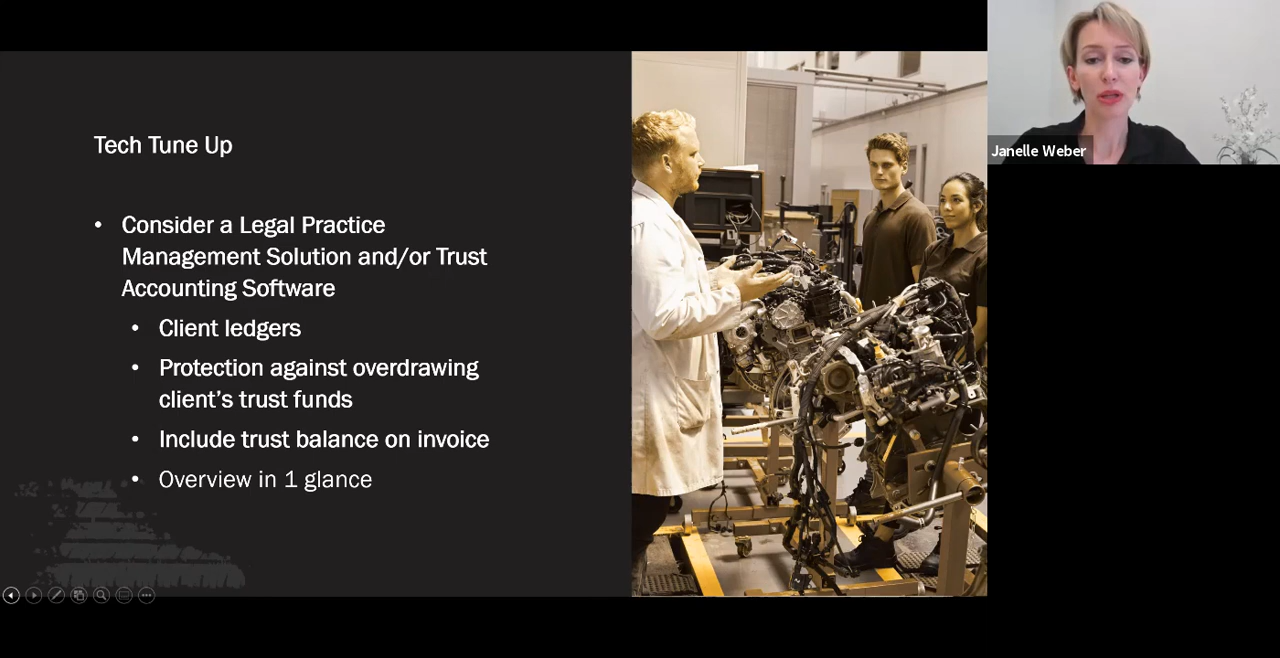 Tech Tune Up
• Consider a Legal Practice
Management Solution and/or Trust
Accounting Software
• Client ledgers
• Protection against overdrawing
client's trust funds
• Include trust balance on invoice
• Overview in 1 glance
Janelle Weber